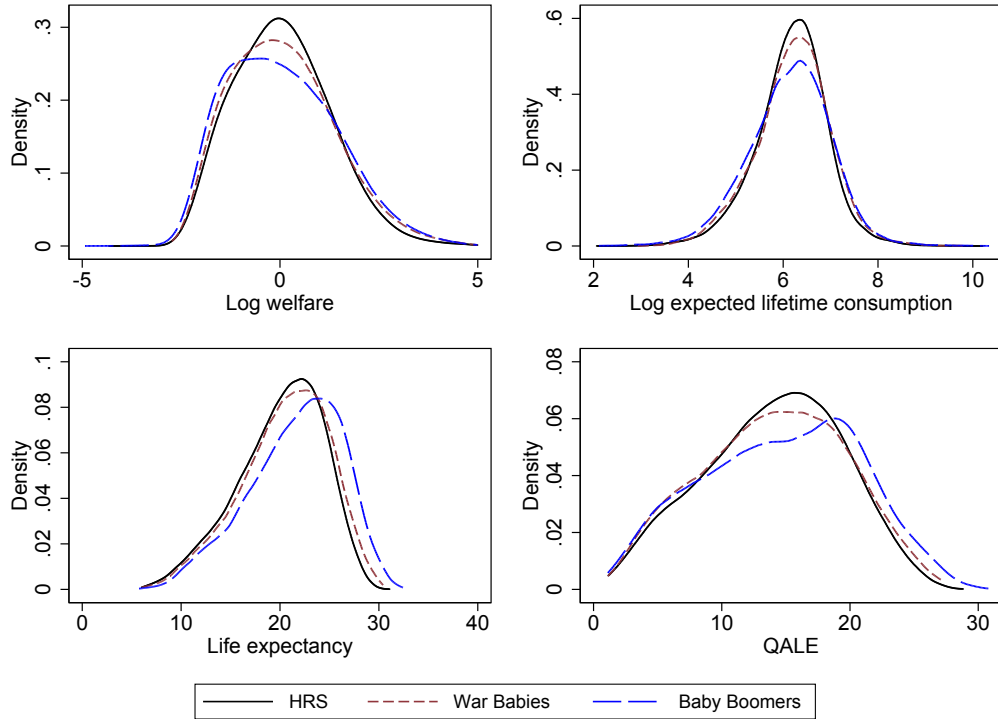 Density
.3
.2
.1
0
-5 0 5
Log welfare
Density
.6
.4
.2
0
2 4 6 8 10
Log expected lifetime consumption
Density
.1
.08
.06
.04
.02
0
0 10 20 30 40
Life expectancy
Density
.08
.06
.04
.02
0
0 10 20 30
QALE
HRS War Babies Baby Boomers